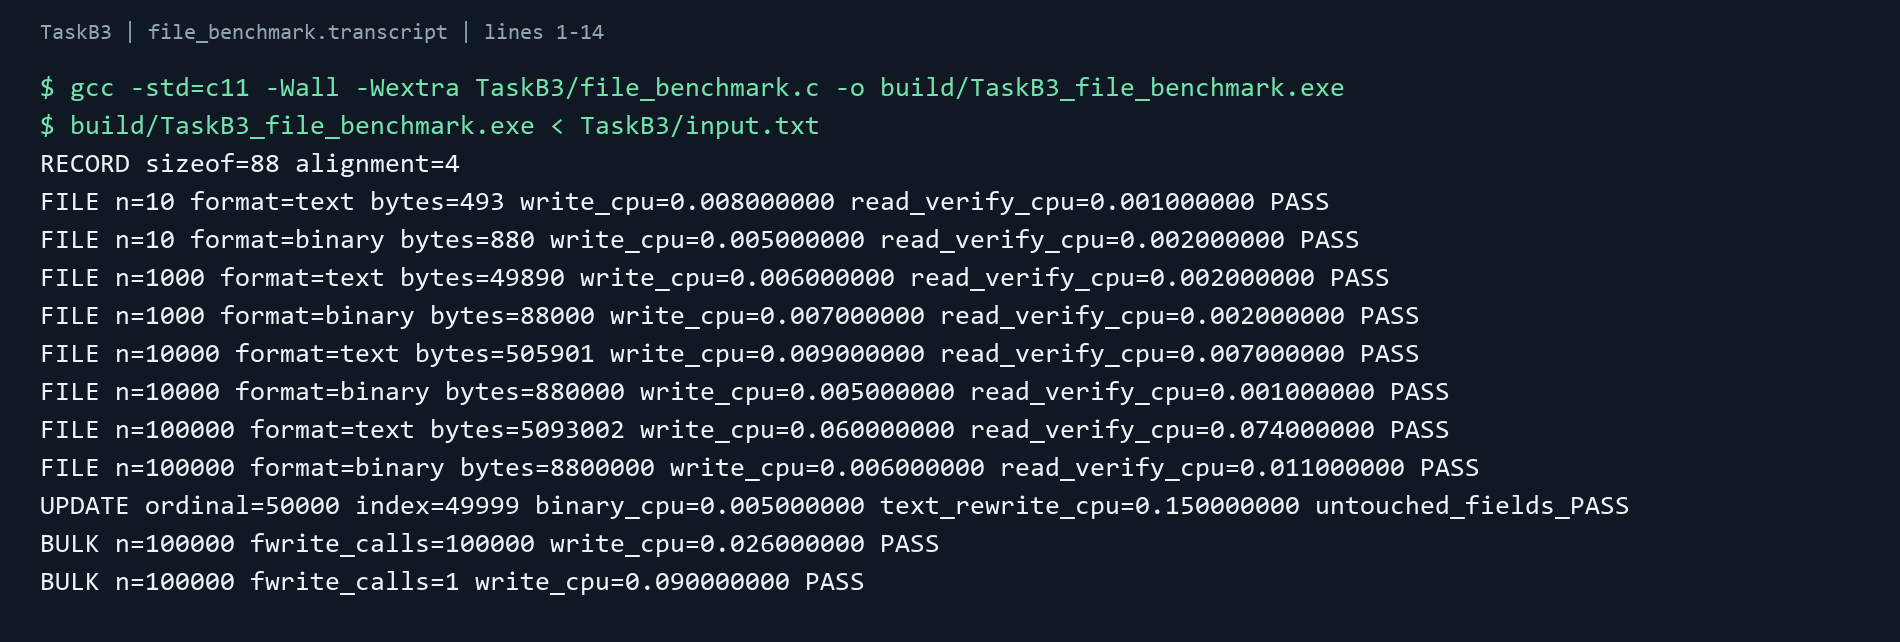 TaskB3 | file_benchmark.transcript | lines 1-14
$ gcc -std=c11 -Wall -Wextra TaskB3/file_benchmark.c -o build/TaskB3_file_benchmark.exe
$ build/TaskB3_file_benchmark.exe < TaskB3/input.txt
RECORD sizeof=88 alignment=4
FILE n=10 format=text bytes=493 write_cpu=0.008000000 read_verify_cpu=0.001000000 PASS
FILE n=10 format=binary bytes=880 write_cpu=0.005000000 read_verify_cpu=0.002000000 PASS
FILE n=1000 format=text bytes=49890 write_cpu=0.006000000 read_verify_cpu=0.002000000 PASS
FILE n=1000 format=binary bytes=88000 write_cpu=0.007000000 read_verify_cpu=0.002000000 PASS
FILE n=10000 format=text bytes=505901 write_cpu=0.009000000 read_verify_cpu=0.007000000 PASS
FILE n=10000 format=binary bytes=880000 write_cpu=0.005000000 read_verify_cpu=0.001000000 PASS
FILE n=100000 format=text bytes=5093002 write_cpu=0.060000000 read_verify_cpu=0.074000000 PASS
FILE n=100000 format=binary bytes=8800000 write_cpu=0.006000000 read_verify_cpu=0.011000000 PASS
UPDATE ordinal=50000 index=49999 binary_cpu=0.005000000 text_rewrite_cpu=0.150000000 untouched_fields_PASS
BULK n=100000 fwrite_calls=100000 write_cpu=0.026000000 PASS
BULK n=100000 fwrite_calls=1 write_cpu=0.090000000 PASS